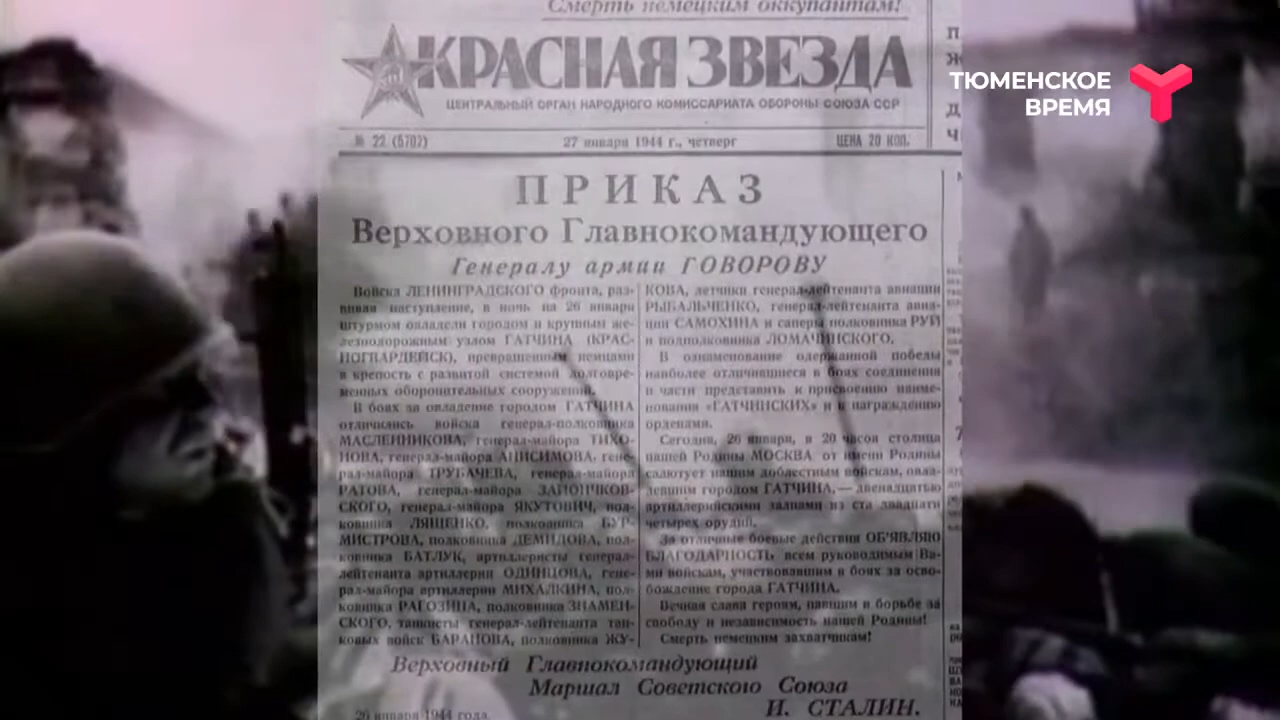 Смерть немецким оккупантам!
КРАСНАЯ ЗВЕЗДА
ЦЕНТРАЛЬНЫЙ ОРГАН НАРОДНОГО КОМИССАРИАТА ОБОРОНЫ СОЮЗА ССР
№ 22 (5702)
27 января 1944 г., четверг
ЦЕНА 20 КОП.
ТЮМЕНСКОЕ
ВРЕМЯ
ПРИКАЗ
Верховного Главнокомандующего
Генералу армии ГОВОРОВУ
Войска ЛЕНИНГРАДСКОГО фронта, раз-
вивая наступление, в ночь на 26 января
штурмом овладели городом и крупным же-
лезнодорожным узлом ГАТЧИНА (КРАС-
НОГВАРДЕЙСК), превращенным немцами
в крепость с развитой системой долговре-
менных оборонительных сооружений.
В боях за овладение городом ГАТЧИНА
отличились войска генерал-полковника
МАСЛЕННИКОВА, генерал-майора ТИХО-
НОВА, генерал-майора АНИСИМОВА, гене-
рал-майора ТРУБАЧЕВА, генерал-майора
РАТОВА, генерал-майора ЗАИОНЧКОВ-
СКОГО, генерал-майора ЯКУТОВИЧ, пол-
ковника ЛЯЩЕНКО, полковника БУР-
МИСТРОВА, полковника ДЕМИДОВА, пол-
ковника БАТЛУК, артиллеристы генерал-
лейтенанта артиллерии ОДИНЦОВА, гене-
рал-майора артиллерии МИХАЛКИНА, пол-
ковника РАГОЗИНА, полковника ЗНАМЕН-
СКОГО, танкисты генерал-лейтенанта тан-
ковых войск БАРАНОВА, полковника ЖУ-
КОВА, летчики генерал-лейтенанта авиации
РЫБАЛЬЧЕНКО, генерал-лейтенанта авиа-
ции САМОХИНА и саперы полковника РУЙ
и подполковника ЛОМАЧИНСКОГО.
В ознаменование одержанной победы
наиболее отличившиеся в боях соединения
и части представить к присвоению наиме-
нования «ГАТЧИНСКИХ» и к награждению
орденами.
Сегодня, 26 января, в 20 часов столица
нашей Родины МОСКВА от имени Родины
салютует нашим доблестным войскам, овла-
девшим городом ГАТЧИНА,— двенадцатью
артиллерийскими залпами из ста двадцати
четырех орудий.
За отличные боевые действия ОБ'ЯВЛЯЮ
БЛАГОДАРНОСТЬ всем руководимым Ва-
ми войскам, участвовавшим в боях за осво-
бождение города ГАТЧИНА.
Вечная слава героям, павшим в борьбе за
свободу и независимость нашей Родины!
Смерть немецким захватчикам!
Верховный Главнокомандующий
Маршал Советского Союза
И. СТАЛИН.
26 января 1944 года.